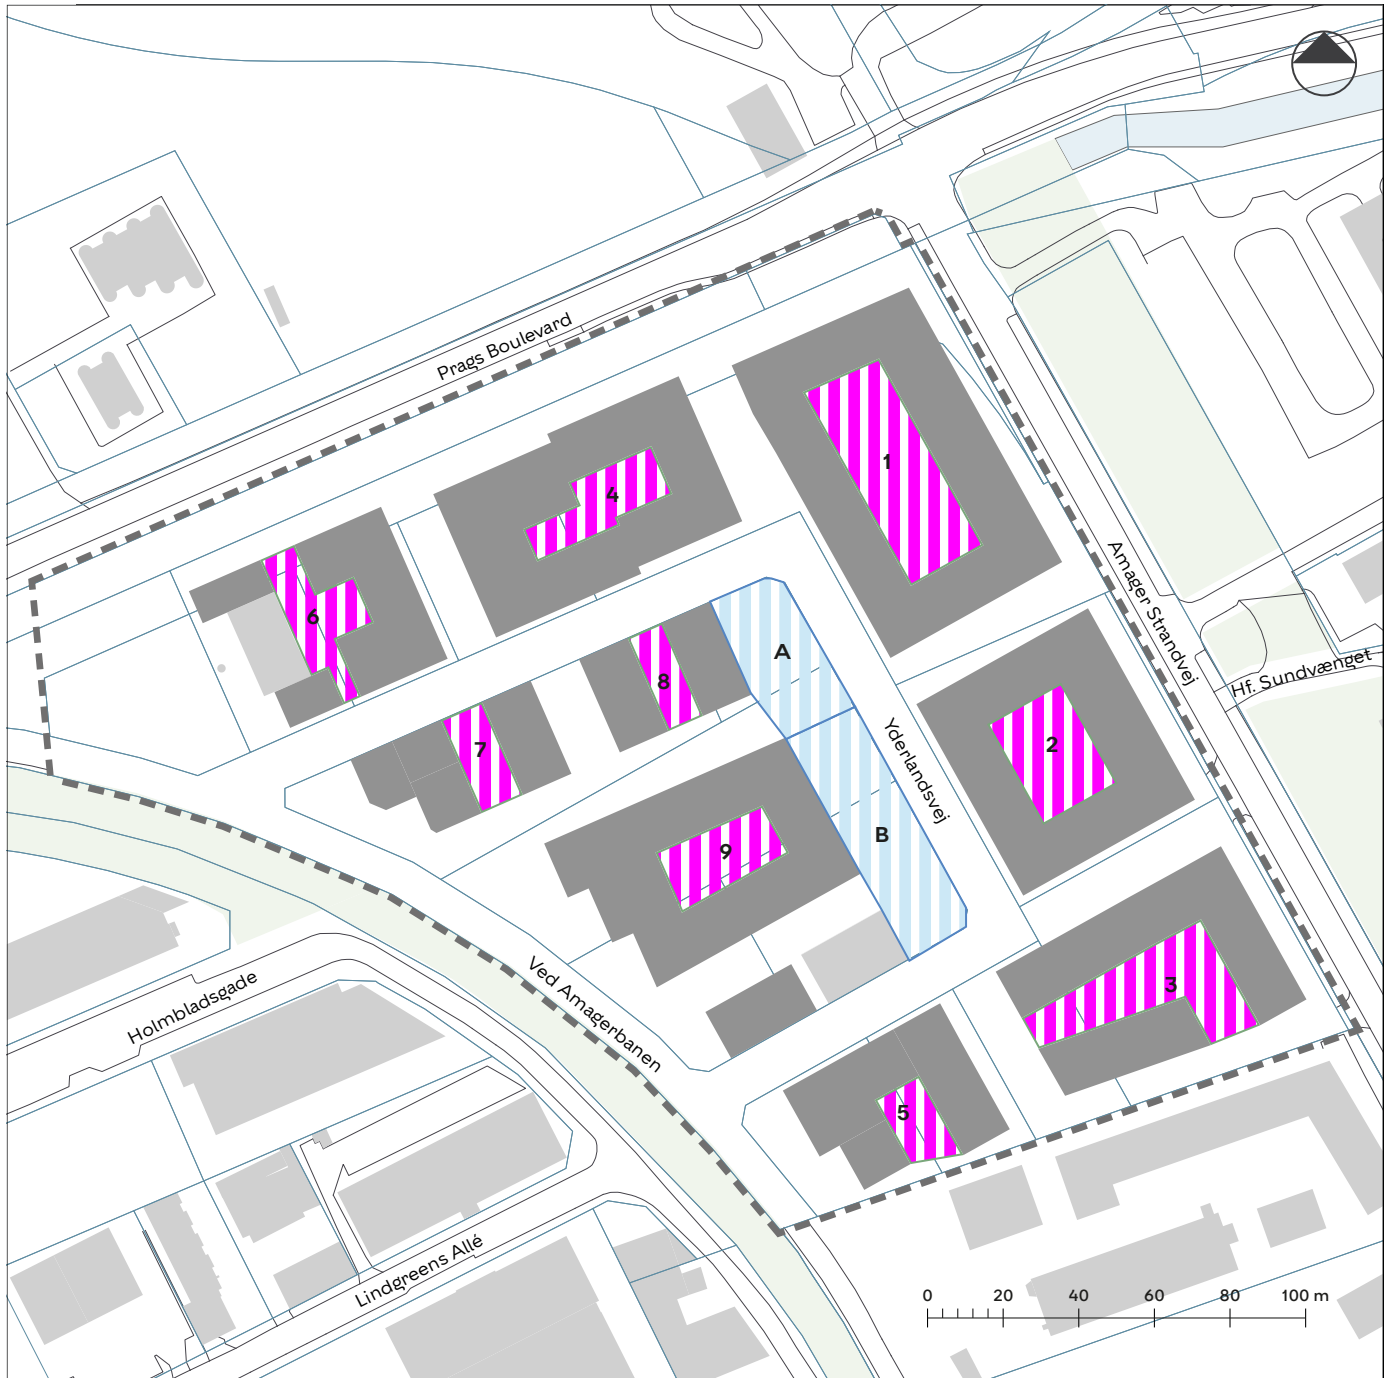 Prags Boulevard
1
4
Amager Strandvej
6
A
8
Hf. Sundvænget
7
2
Yderlandsvej
B
9
Ved Amagerbanen
3
Holmbladsgade
5
Lindgreens Allé
0 20 40 60 80 100 m